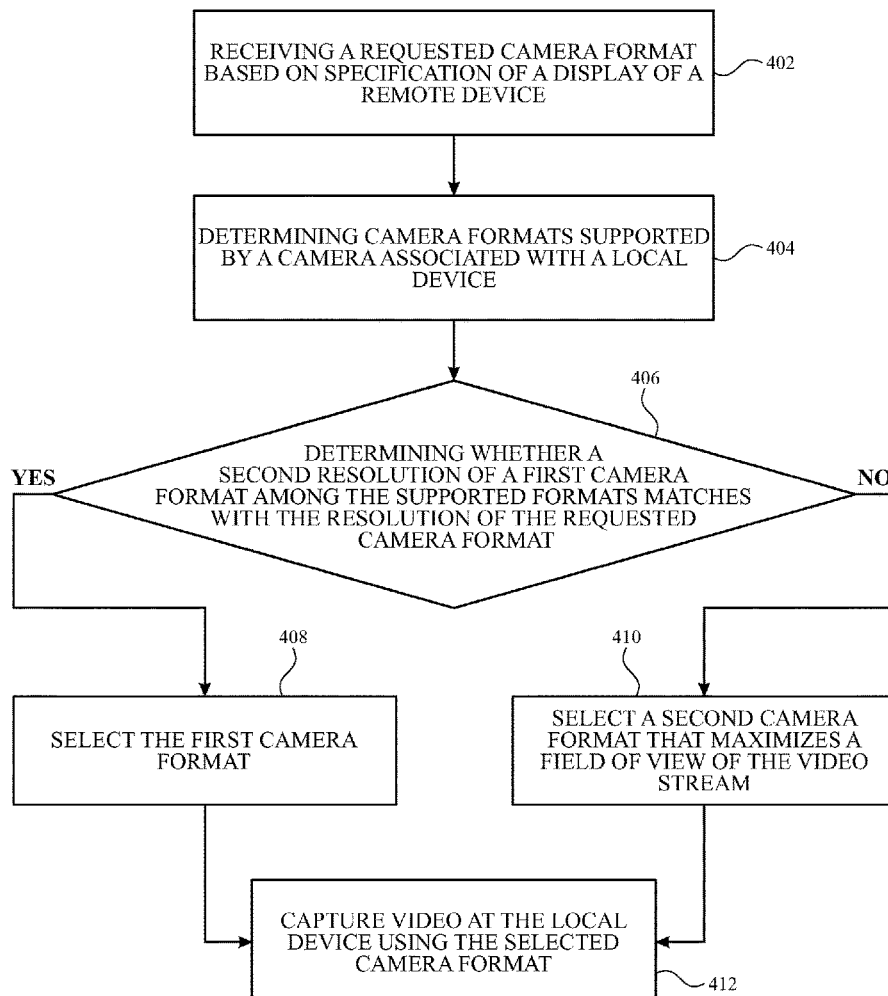 RECEIVING A REQUESTED CAMERA FORMAT
BASED ON SPECIFICATION OF A DISPLAY OF A
REMOTE DEVICE
402
DETERMINING CAMERA FORMATS SUPPORTED
BY A CAMERA ASSOCIATED WITH A LOCAL
DEVICE
404
406
DETERMINING WHETHER A
SECOND RESOLUTION OF A FIRST CAMERA
FORMAT AMONG THE SUPPORTED FORMATS MATCHES
WITH THE RESOLUTION OF THE REQUESTED
CAMERA FORMAT
YES
NO
408
SELECT THE FIRST CAMERA
FORMAT
410
SELECT A SECOND CAMERA
FORMAT THAT MAXIMIZES A
FIELD OF VIEW OF THE VIDEO
STREAM
CAPTURE VIDEO AT THE LOCAL
DEVICE USING THE SELECTED
CAMERA FORMAT
412